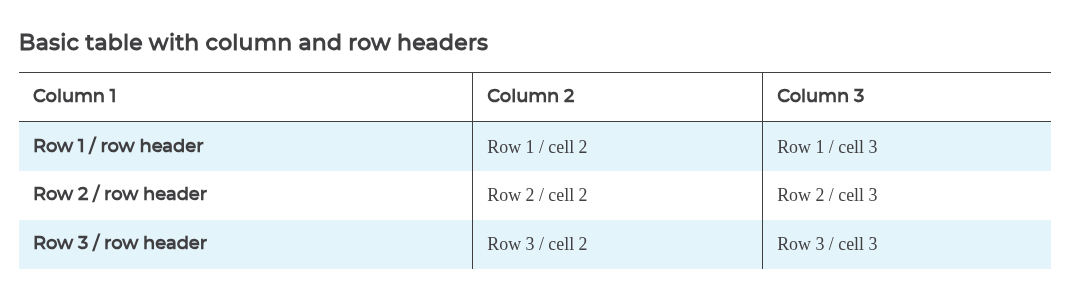 Basic table with column and row headers
Column 1 Column 2 Column 3
Row 1 / row header Row 1 / cell 2 Row 1 / cell 3
Row 2 / row header Row 2 / cell 2 Row 2 / cell 3
Row 3 / row header Row 3 / cell 2 Row 3 / cell 3